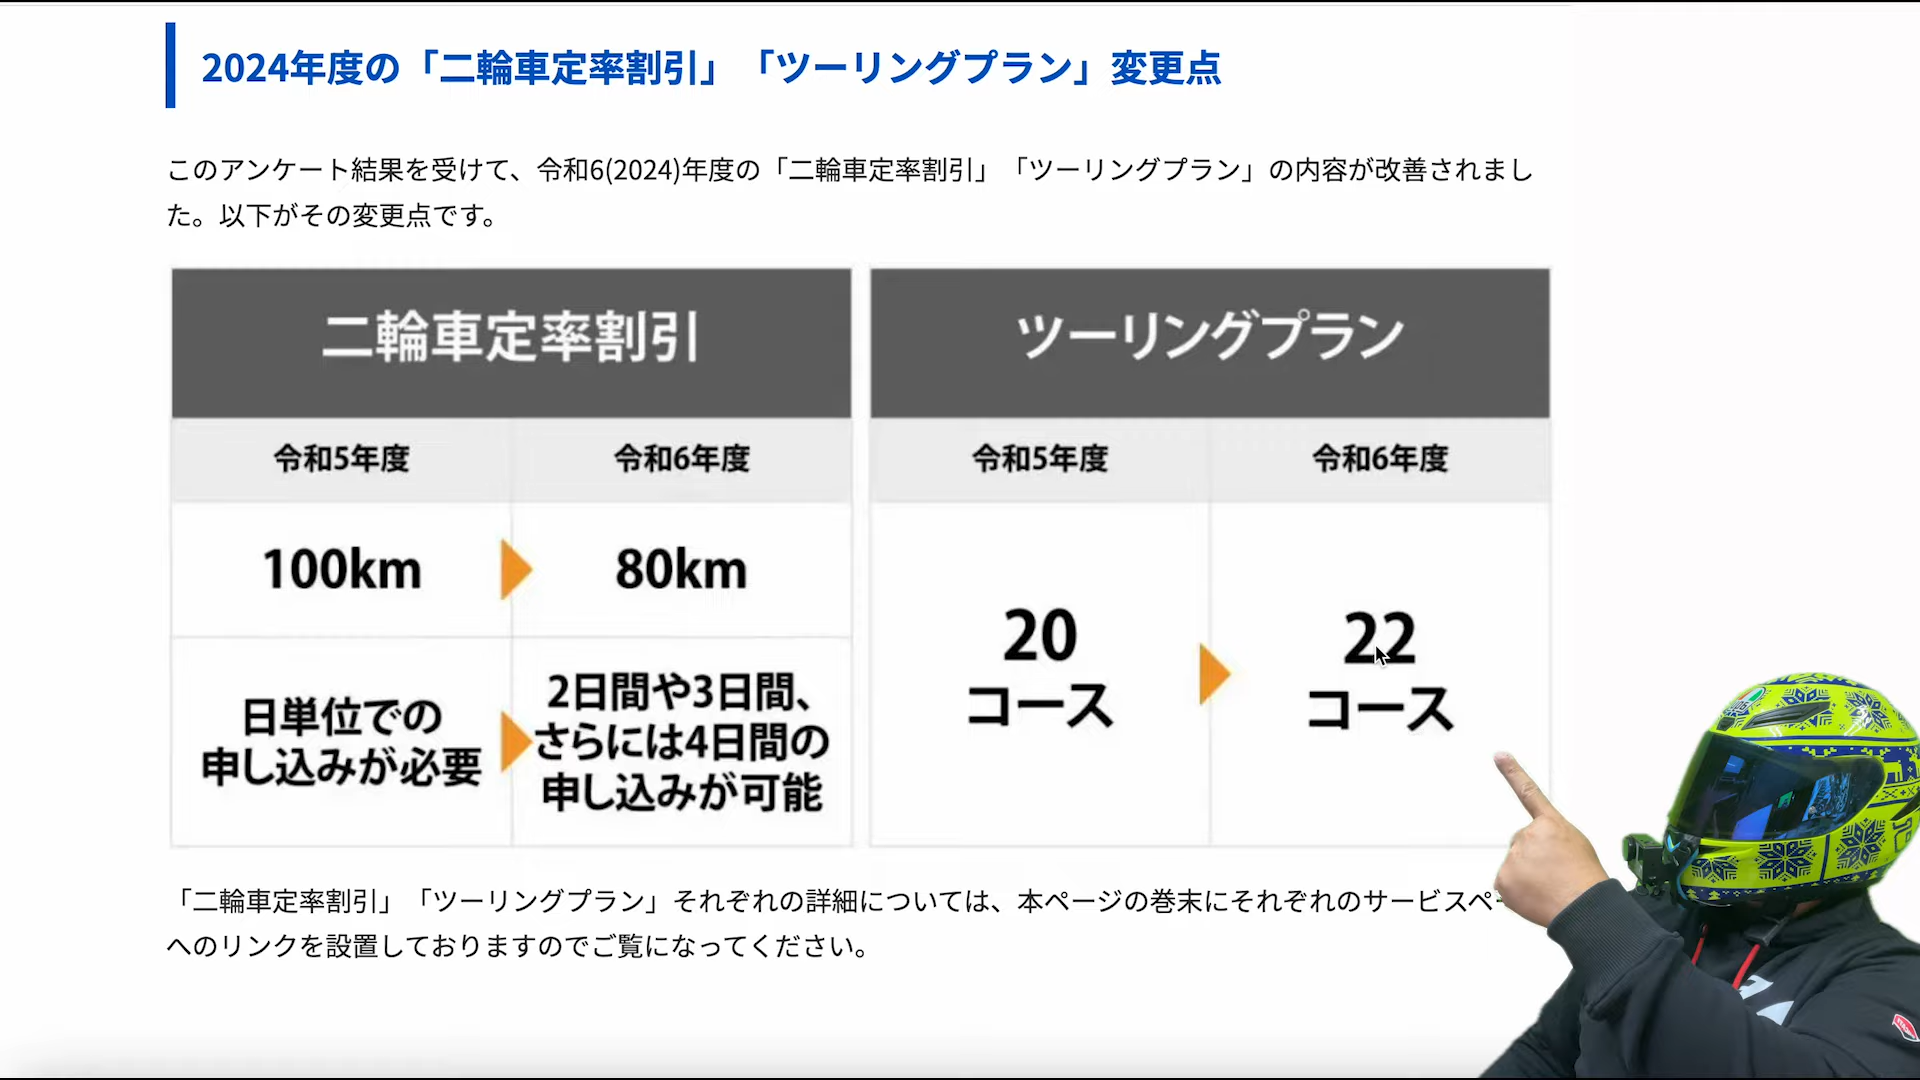 2024年度の「二輪車定率割引」「ツーリングプラン」変更点
このアンケート結果を受けて、令和6(2024)年度の「二輪車定率割引」「ツーリングプラン」の内容が改善されまし
た。以下がその変更点です。
二輪車定率割引
令和5年度
令和6年度
100km
80km
日単位での
申し込みが必要
2日間や3日間、
さらには4日間の
申し込みが可能
ツーリングプラン
令和5年度
令和6年度
20
コース
22
コース
「二輪車定率割引」「ツーリングプラン」それぞれの詳細については、本ページの巻末にそれぞれのサービスペー
へのリンクを設置しておりますのでご覧になってください。